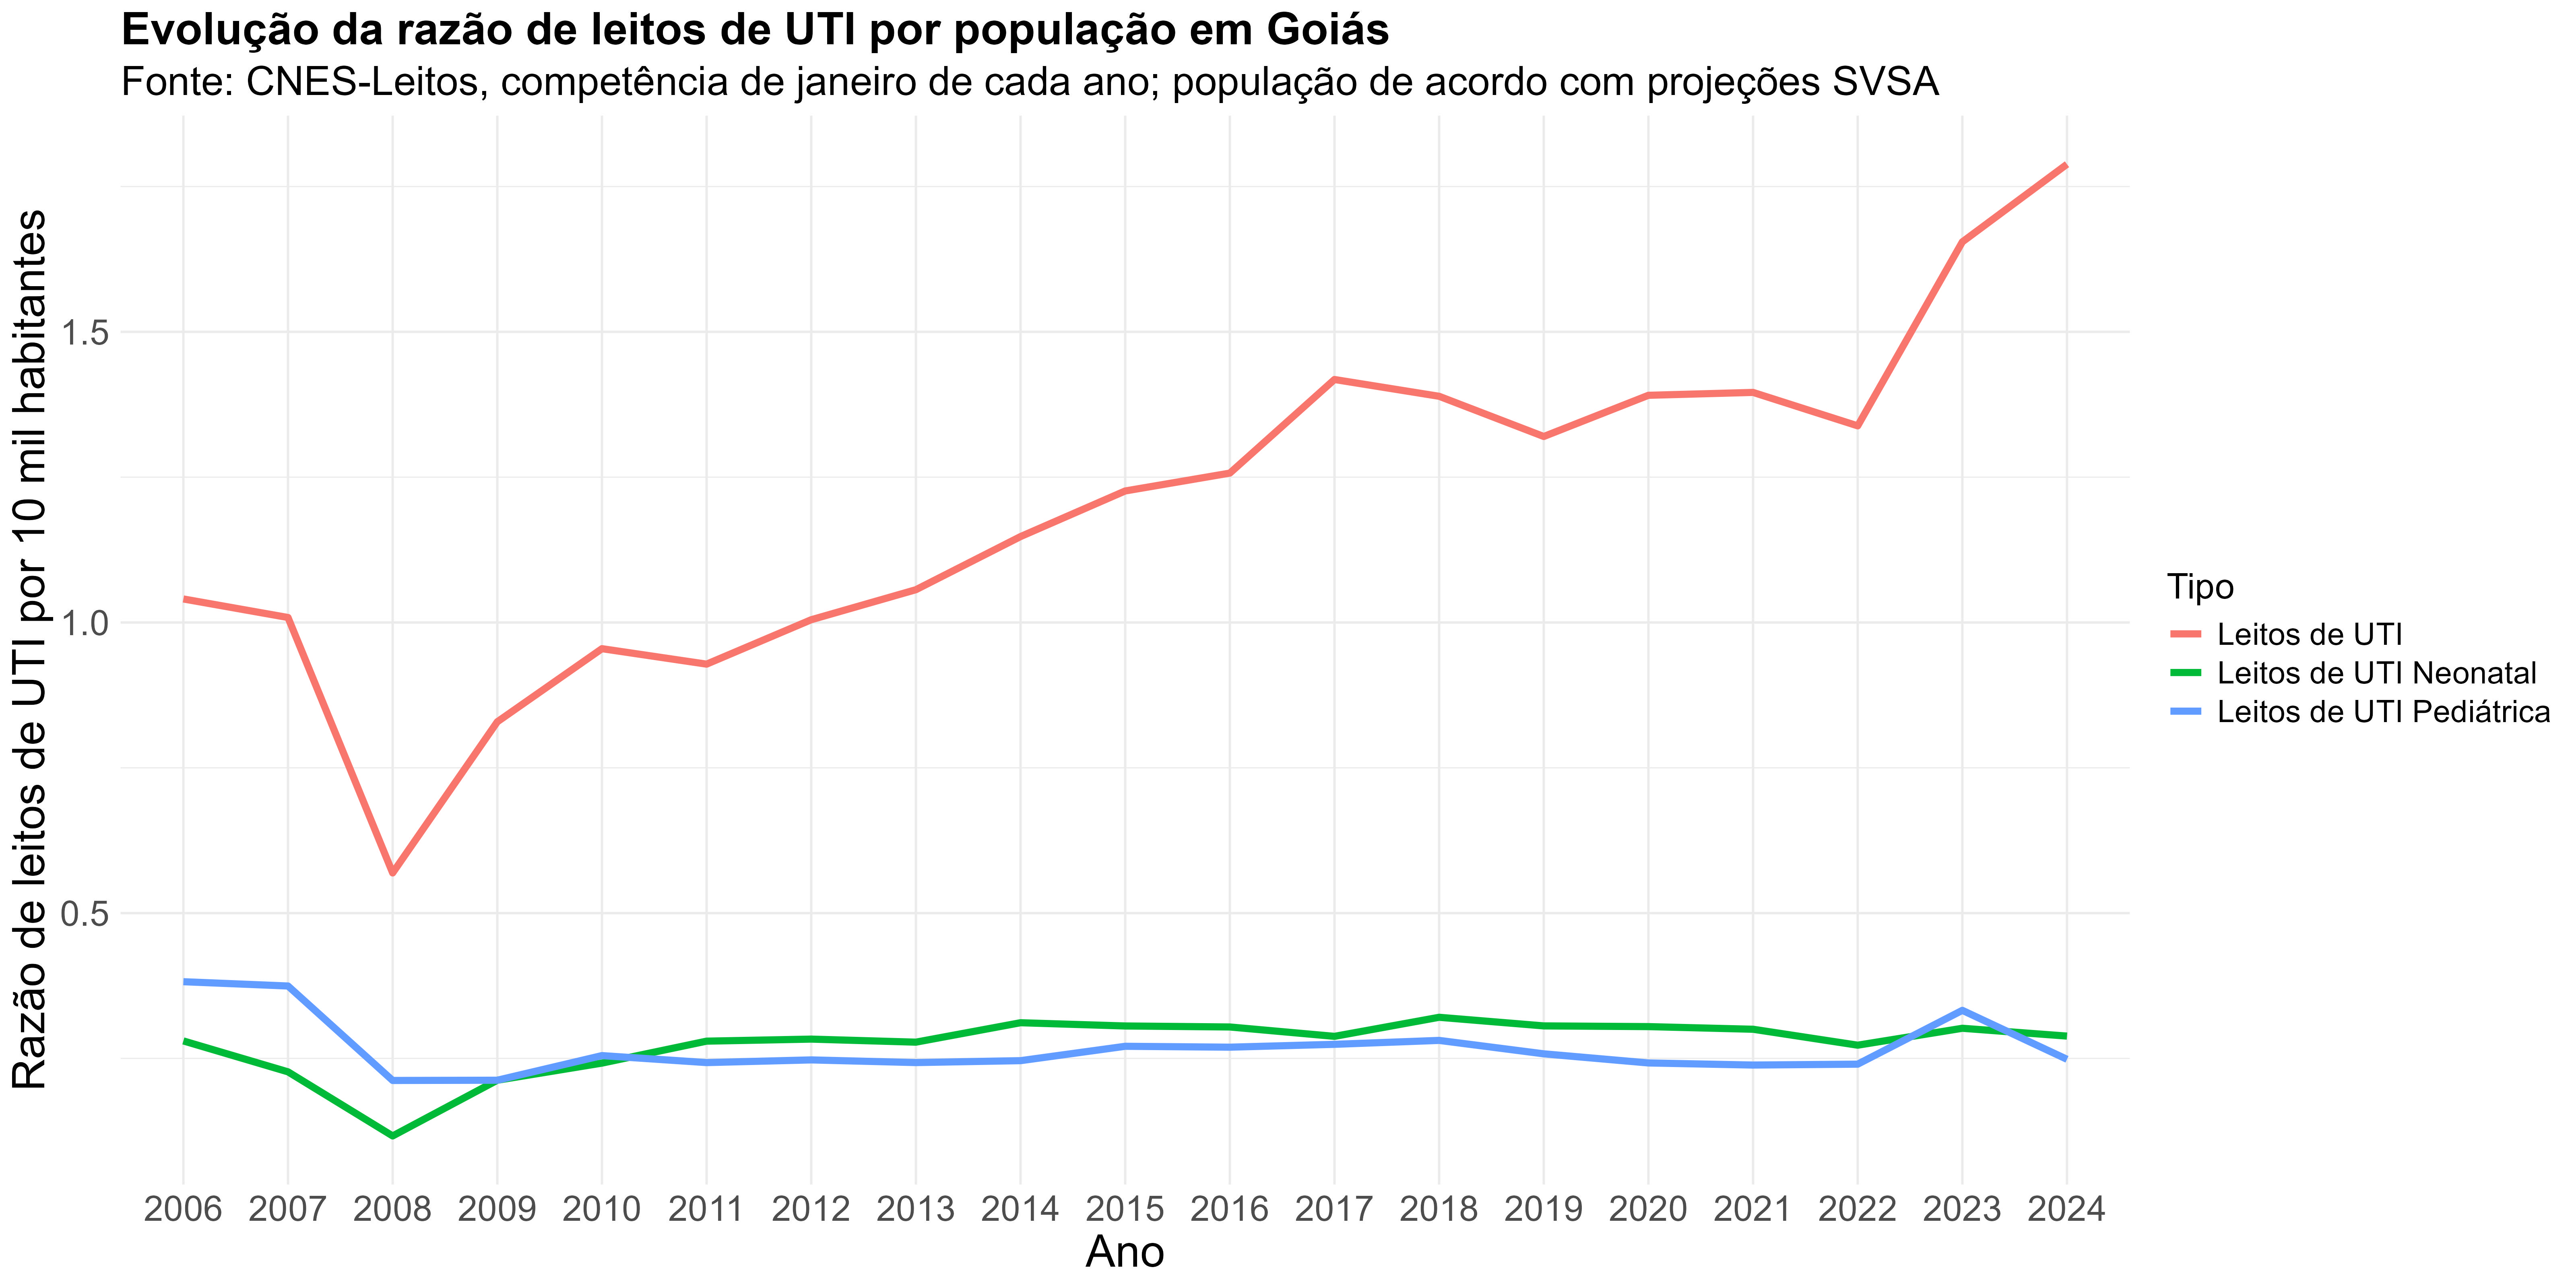 Evolução da razão de leitos de UTI por população em Goiás
Fonte: CNES-Leitos, competência de janeiro de cada ano; população de acordo com projeções SVSA
Razão de leitos de UTI por 10 mil habitantes
1.5
1.0
0.5
2006 2007 2008 2009 2010 2011 2012 2013 2014 2015 2016 2017 2018 2019 2020 2021 2022 2023 2024
Ano
Tipo
Leitos de UTI
Leitos de UTI Neonatal
Leitos de UTI Pediátrica